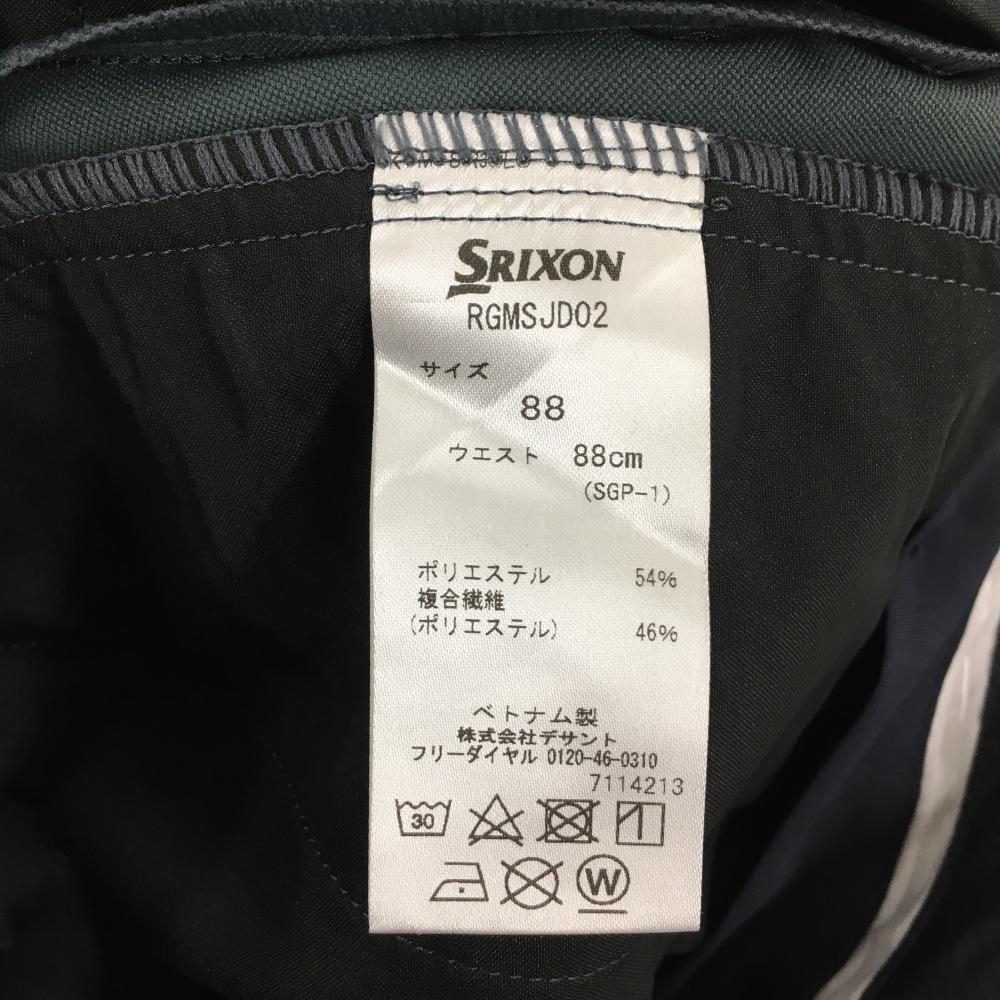 SRIXON
RGMSJD02
サイズ
88
ウエスト 88cm
(SGP-1)
ポリエステル 54%
複合繊維
(ポリエステル) 46%
ベトナム製
株式会社デサント
フリーダイヤル 0120-46-0310
7114213
30
W